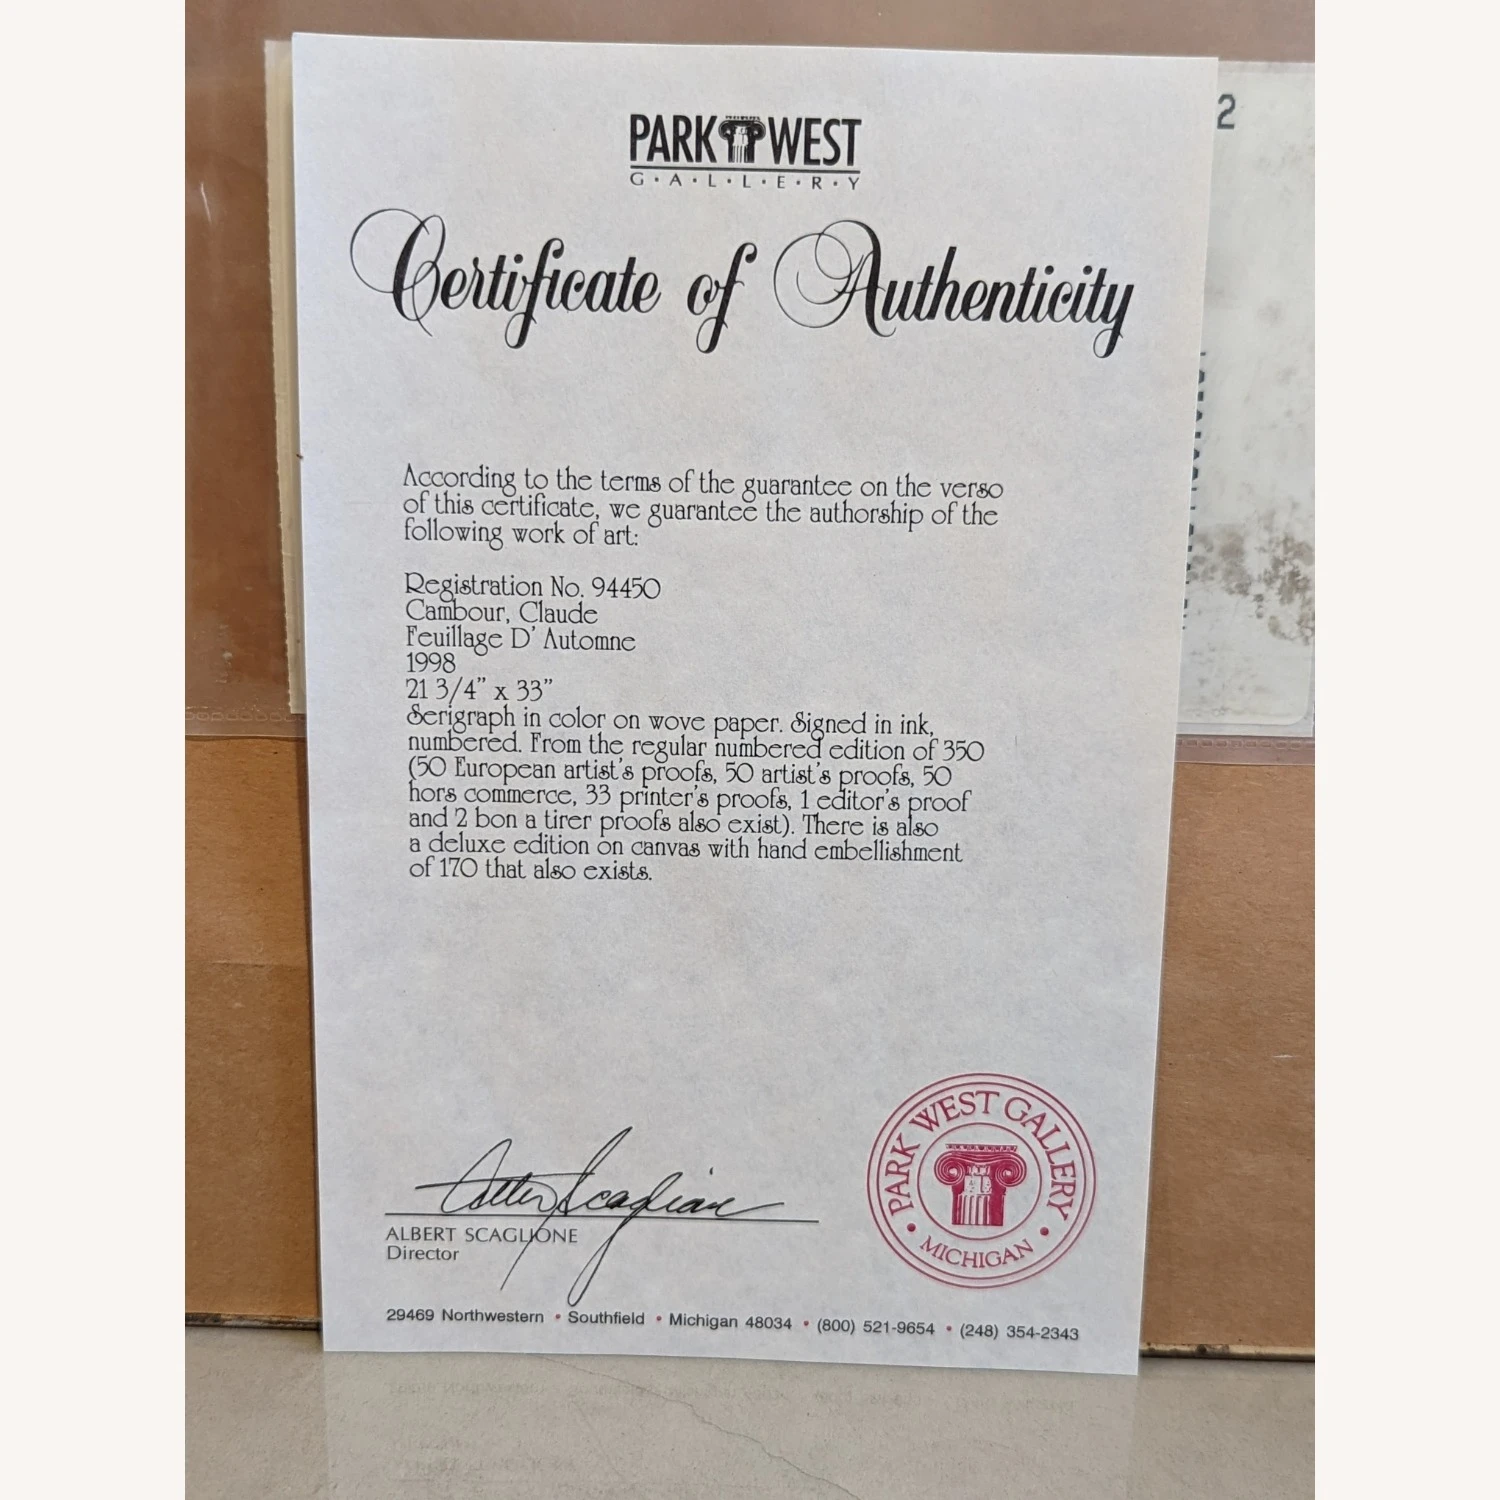 PARK WEST
G·A·L·L·E·R·Y
Certificate of Authenticity
According to the terms of the guarantee on the verso
of this certificate, we guarantee the authorship of the
following work of art:
Registration No. 94450
Cambour, Claude
Feuillage D' Automne
1998
21 3/4" x 33"
Serigraph in color on wove paper. Signed in ink,
numbered. From the regular numbered edition of 350
(50 European artist's proofs, 50 artist's proofs, 50
hors commerce, 33 printer's proofs, 1 editor's proof
and 2 bon a tirer proofs also exist). There is also
a deluxe edition on canvas with hand embellishment
of 170 that also exists.
Albert Scaglione
ALBERT SCAGLIONE
Director
PARK WEST GALLERY
• MICHIGAN •
29469 Northwestern • Southfield • Michigan 48034 • (800) 521-9654 • (248) 354-2343
2